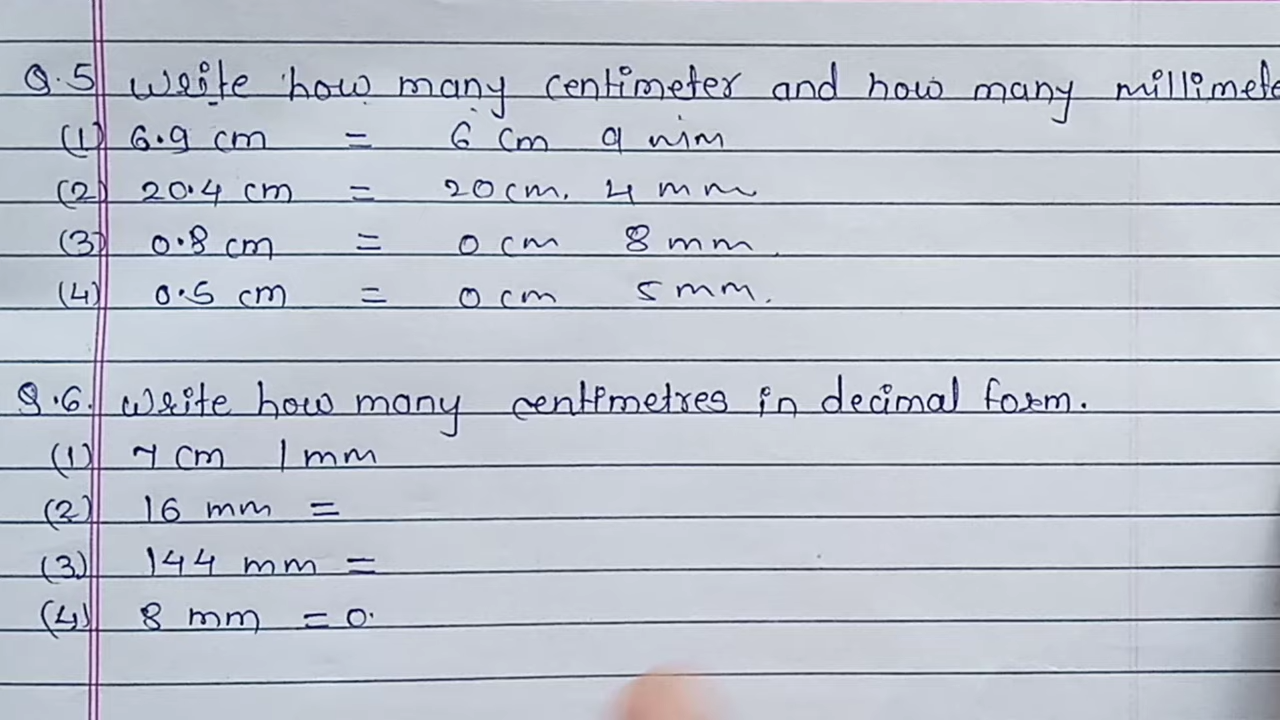 Q.5 Write how many centimeter and how many millimete
(1) 6.9 cm = 6 cm 9 mm
(2) 20.4 cm = 20 cm. 4 mm
(3) 0.8 cm = 0 cm 8 mm.
(4) 0.5 cm = 0 cm 5 mm.
Q.6. Write how many centimetres in decimal form.
(1) 7 cm 1 mm
(2) 16 mm =
(3) 144 mm =
(4) 8 mm = 0.